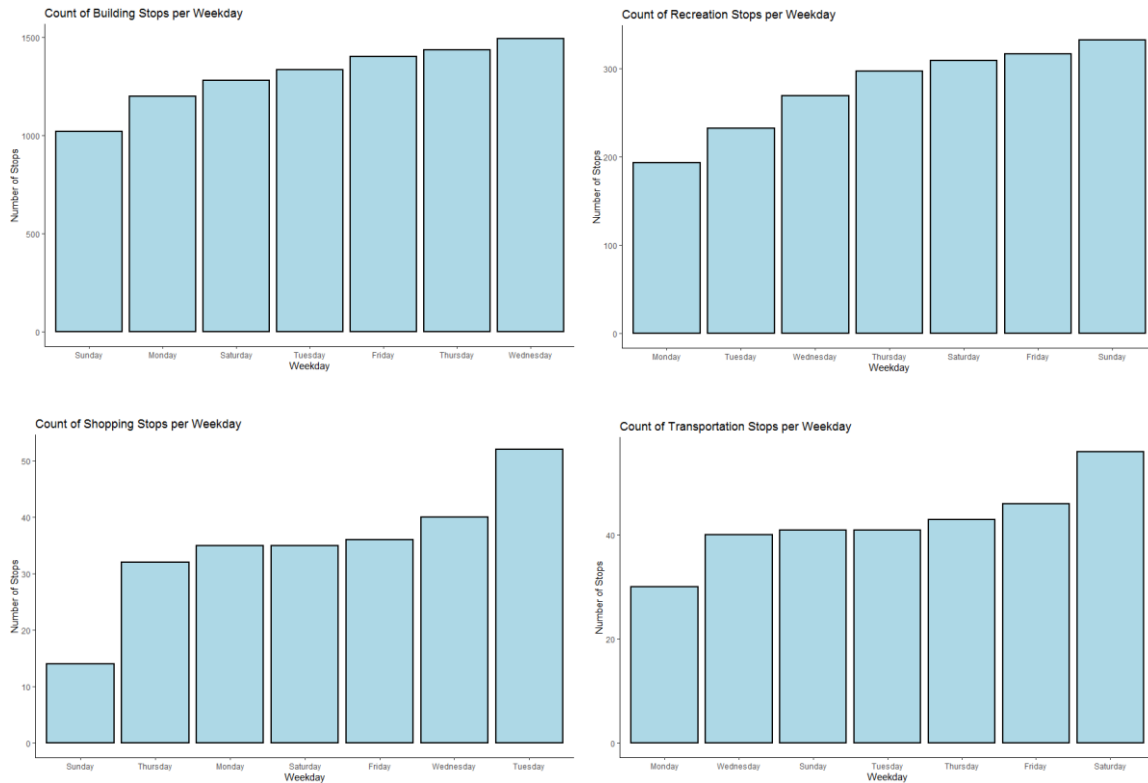 Count of Building Stops per Weekday
Number of Stops
1500
1000
500
0
Sunday Monday Saturday Tuesday Friday Thursday Wednesday
Weekday
Count of Recreation Stops per Weekday
Number of Stops
300
200
100
0
Monday Tuesday Wednesday Thursday Saturday Friday Sunday
Weekday
Count of Shopping Stops per Weekday
Number of Stops
50
40
30
20
10
0
Sunday Thursday Monday Saturday Friday Wednesday Tuesday
Weekday
Count of Transportation Stops per Weekday
Number of Stops
40
20
0
Monday Wednesday Sunday Tuesday Thursday Friday Saturday
Weekday